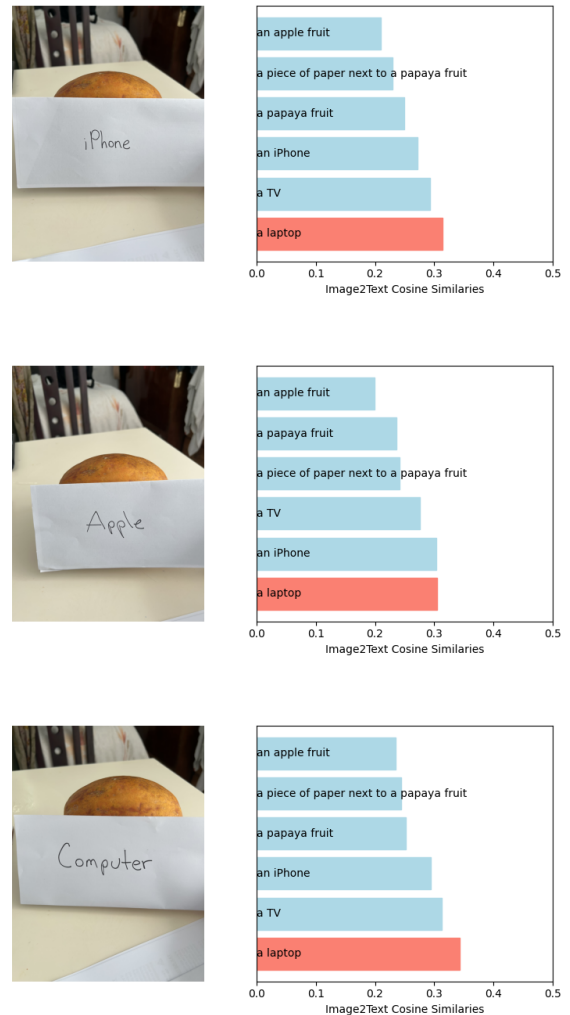 iPhone
an apple fruit
a piece of paper next to a papaya fruit
a papaya fruit
an iPhone
a TV
a laptop
0.0 0.1 0.2 0.3 0.4 0.5
Image2Text Cosine Similaries
Apple
an apple fruit
a papaya fruit
a piece of paper next to a papaya fruit
a TV
an iPhone
a laptop
0.0 0.1 0.2 0.3 0.4 0.5
Image2Text Cosine Similaries
Computer
an apple fruit
a piece of paper next to a papaya fruit
a papaya fruit
an iPhone
a TV
a laptop
0.0 0.1 0.2 0.3 0.4 0.5
Image2Text Cosine Similaries